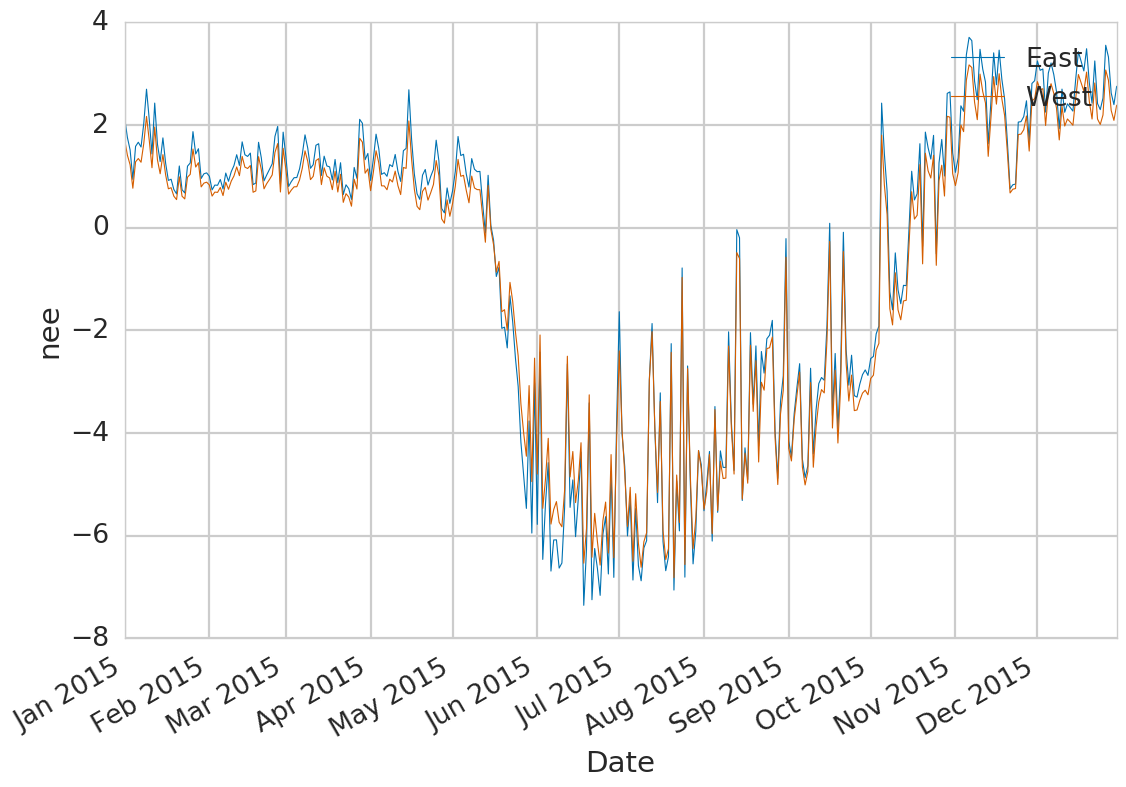 4
2
0
−2
−4
−6
−8
nee
East
West
Jan 2015
Feb 2015
Mar 2015
Apr 2015
May 2015
Jun 2015
Jul 2015
Aug 2015
Sep 2015
Oct 2015
Nov 2015
Dec 2015
Date